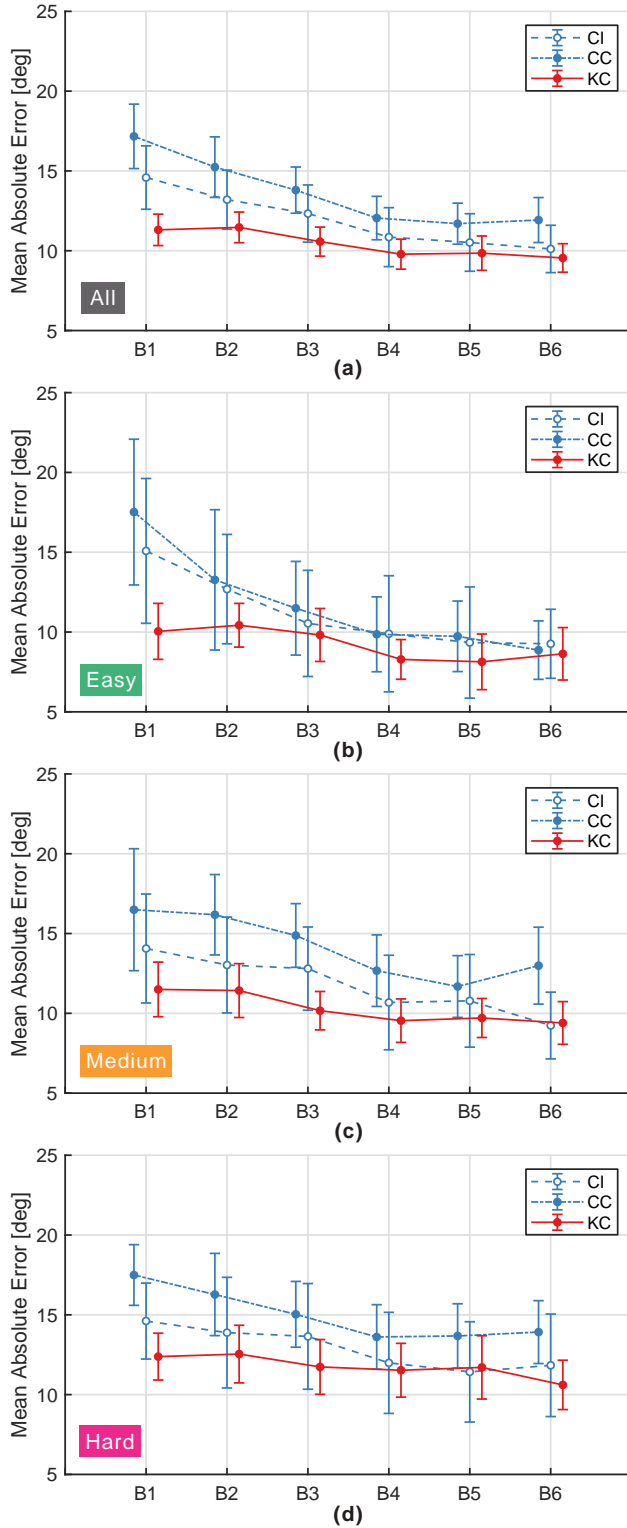 Mean Absolute Error [deg]
25
20
15
10
5
CI
CC
KC
All
B1 B2 B3 B4 B5 B6
(a)
Mean Absolute Error [deg]
25
20
15
10
5
CI
CC
KC
Easy
B1 B2 B3 B4 B5 B6
(b)
Mean Absolute Error [deg]
25
20
15
10
5
CI
CC
KC
Medium
B1 B2 B3 B4 B5 B6
(c)
Mean Absolute Error [deg]
25
20
15
10
5
CI
CC
KC
Hard
B1 B2 B3 B4 B5 B6
(d)